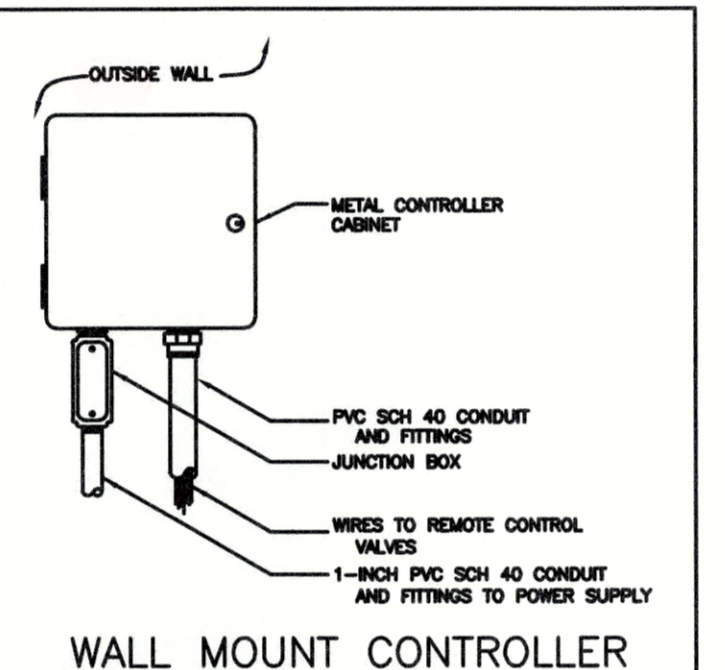 OUTSIDE WALL
METAL CONTROLLER
CABINET
PVC SCH 40 CONDUIT
AND FITTINGS
JUNCTION BOX
WIRES TO REMOTE CONTROL
VALVES
1-INCH PVC SCH 40 CONDUIT
AND FITTINGS TO POWER SUPPLY
WALL MOUNT CONTROLLER